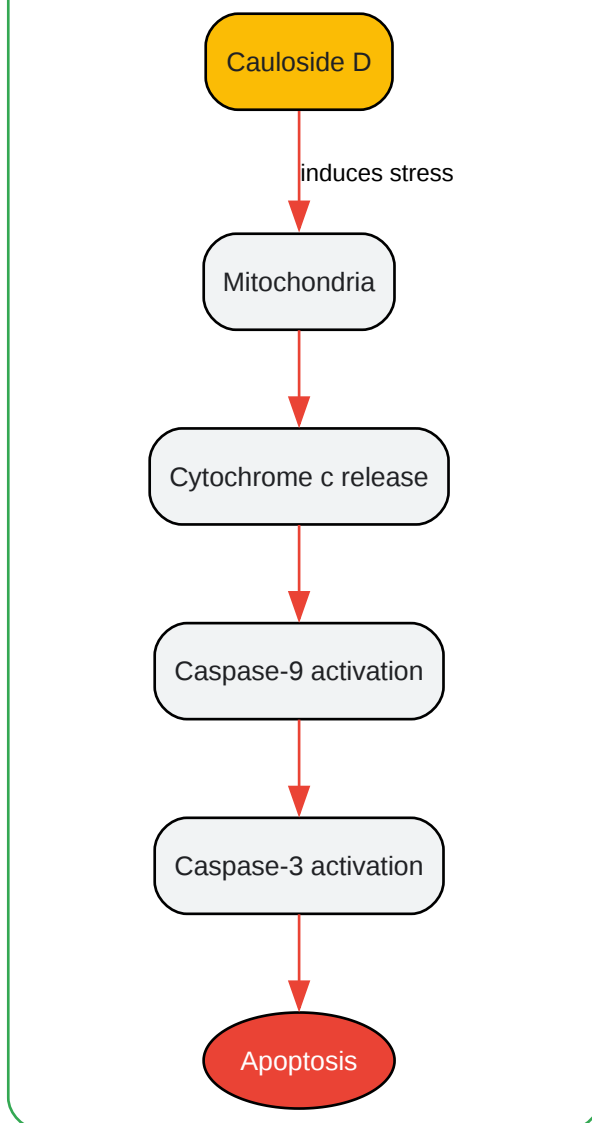 Cauloside D
induces stress
Mitochondria
Cytochrome c release
Caspase-9 activation
Caspase-3 activation
Apoptosis